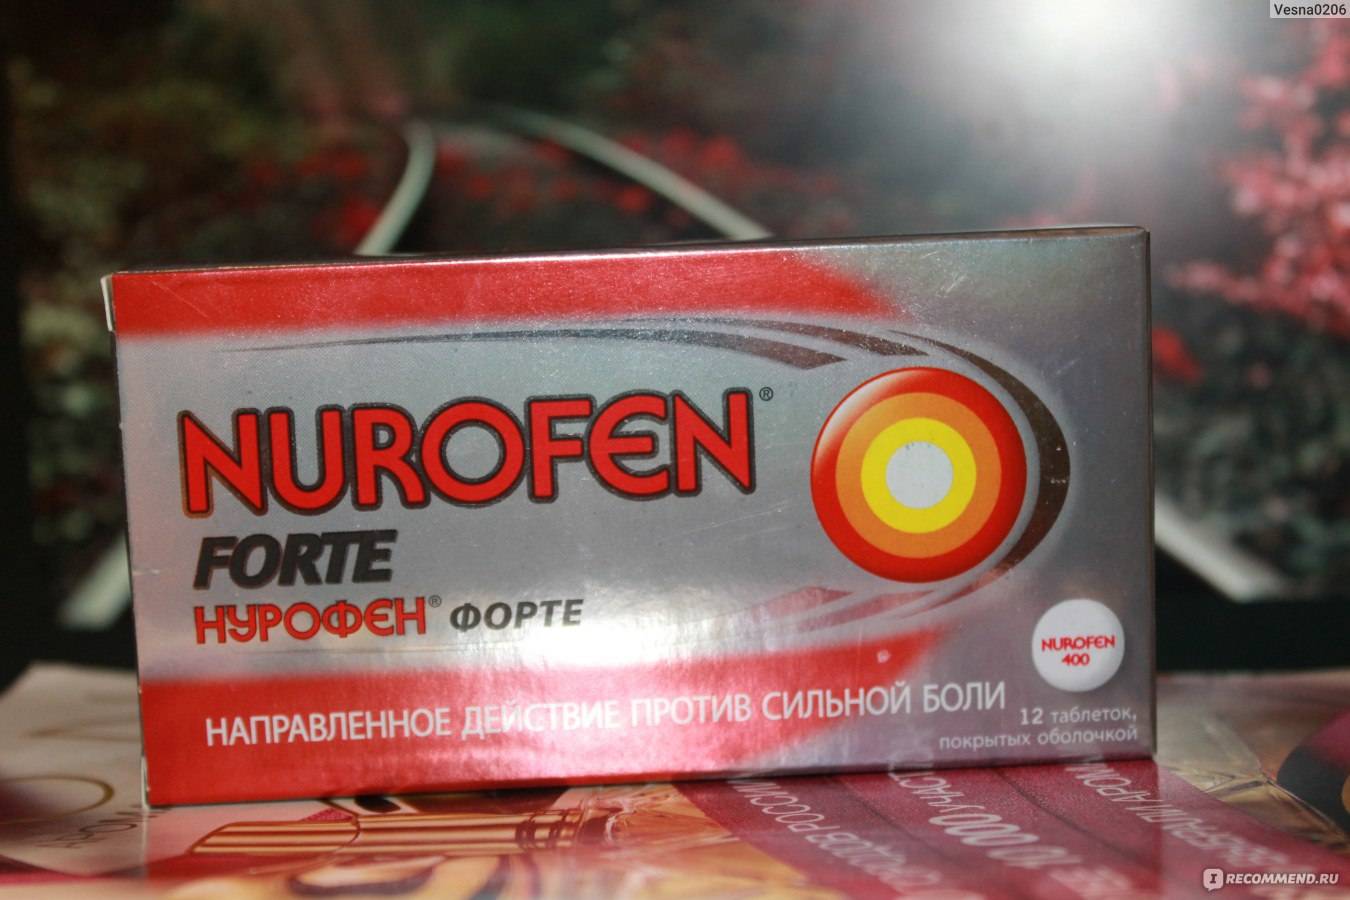 Vesna0206
NUROFEN®
FORTE
НУРОФЕН® ФОРТЕ
NUROFEN
400
НАПРАВЛЕННОЕ ДЕЙСТВИЕ ПРОТИВ СИЛЬНОЙ БОЛИ
12 таблеток,
покрытых оболочкой
I RECOMMEND.RU